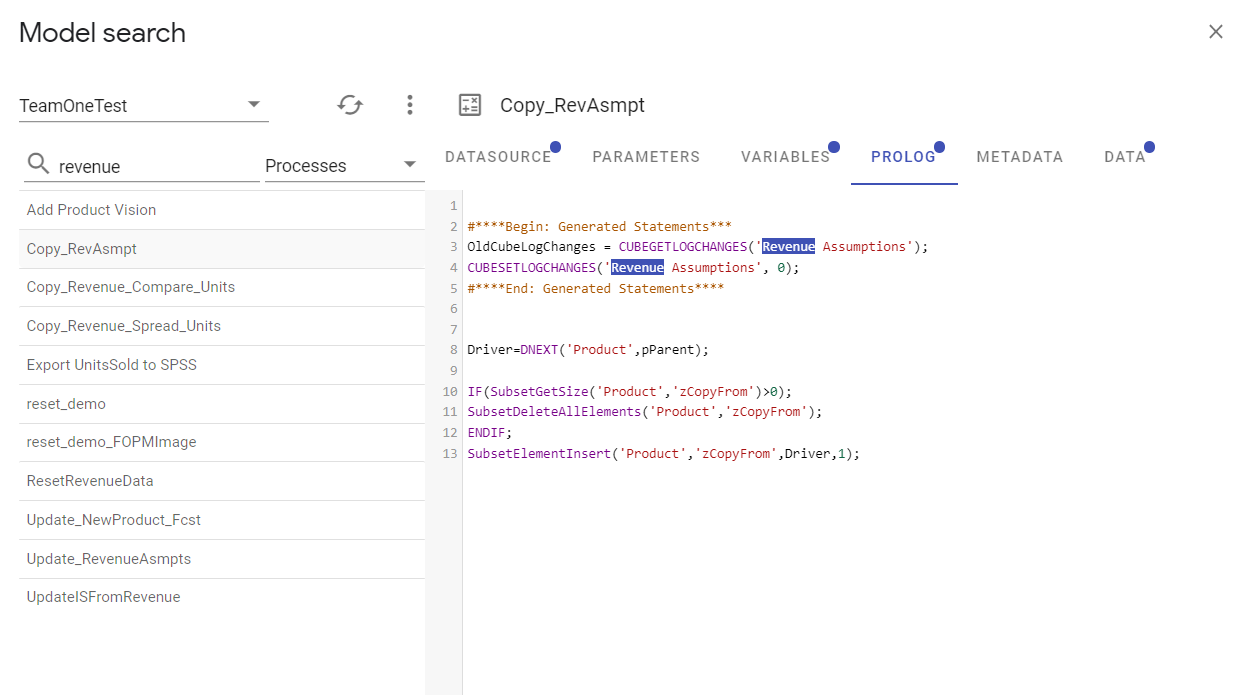 Model search
TeamOneTest
revenue
Processes
Add Product Vision
Copy_RevAsmpt
Copy_Revenue_Compare_Units
Copy_Revenue_Spread_Units
Export UnitsSold to SPSS
reset_demo
reset_demo_FOPMImage
ResetRevenueData
Update_NewProduct_Fcst
Update_RevenueAsmpts
UpdateISFromRevenue
Copy_RevAsmpt
DATASOURCE PARAMETERS VARIABLES PROLOG METADATA DATA
1
2 #****Begin: Generated Statements***
3 OldCubeLogChanges = CUBEGETLOGCHANGES('Revenue Assumptions');
4 CUBESETLOGCHANGES('Revenue Assumptions', 0);
5 #****End: Generated Statements****
6
7
8 Driver=DNEXT('Product',pParent);
9
10 IF(SubsetGetSize('Product','zCopyFrom')>0);
11 SubsetDeleteAllElements('Product','zCopyFrom');
12 ENDIF;
13 SubsetElementInsert('Product','zCopyFrom',Driver,1);